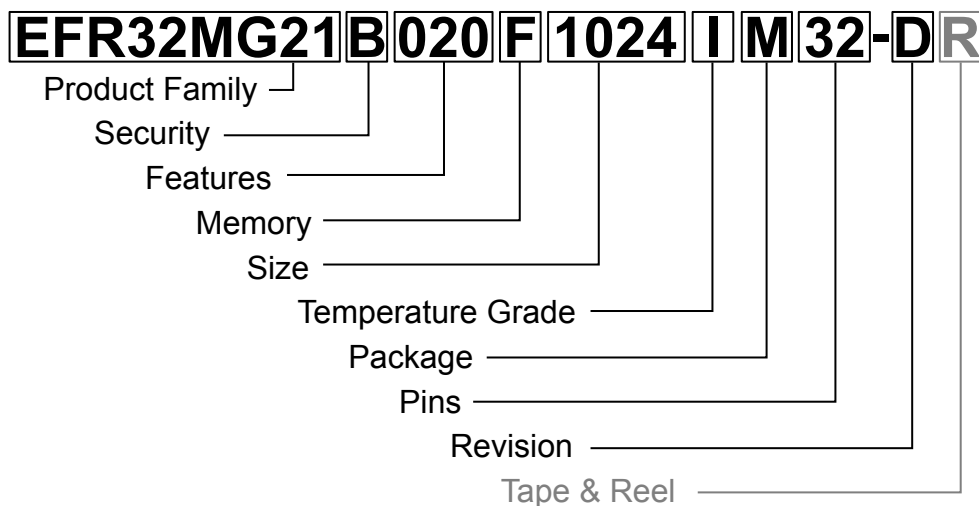 EFR32MG21B020F1024IM32-DR
Product Family
Security
Features
Memory
Size
Temperature Grade
Package
Pins
Revision
Tape & Reel